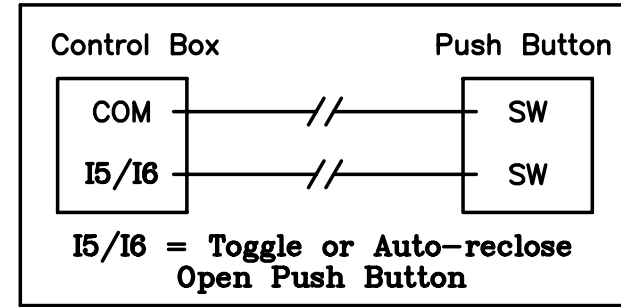 Control Box Push Button
COM SW
I5/I6 SW
I5/I6 = Toggle or Auto-reclose
Open Push Button